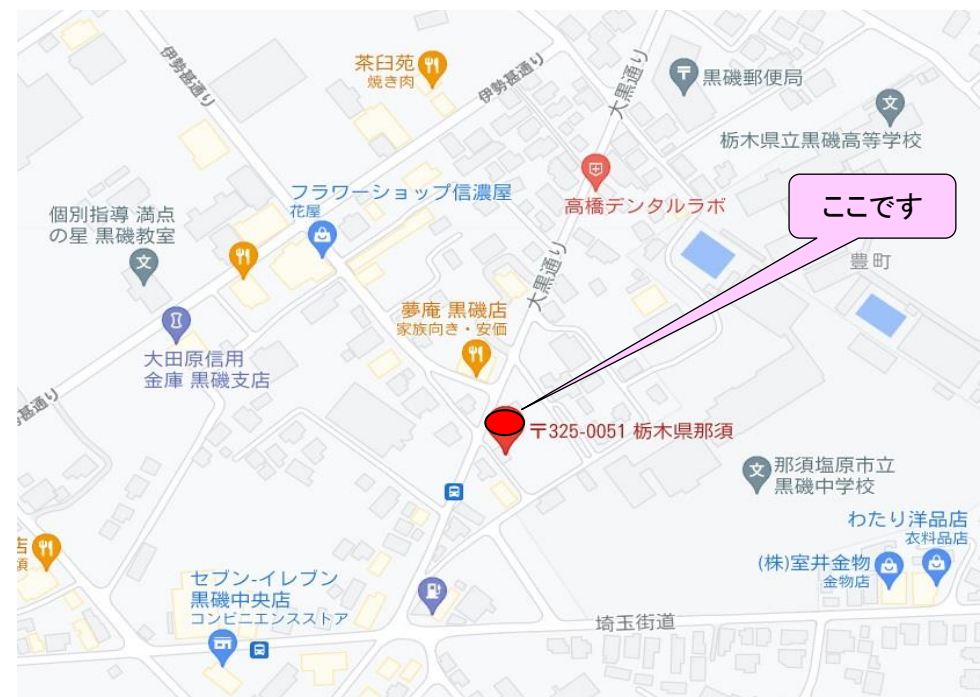 伊勢甚通り
茶臼苑
焼き肉
伊勢甚通り
大黒通り
黒磯郵便局
栃木県立黒磯高等学校
フラワーショップ信濃屋
花屋
高橋デンタルラボ
ここです
個別指導 満点
の星 黒磯教室
大黒通り
豊町
夢庵 黒磯店
家族向き・安価
大田原信用
金庫 黒磯支店
勢甚通り
〒325-0051 栃木県那須
那須塩原市立
黒磯中学校
わたり洋品店
衣料品店
(株)室井金物
金物店
店
セブン-イレブン
黒磯中央店
コンビニエンスストア
埼玉街道